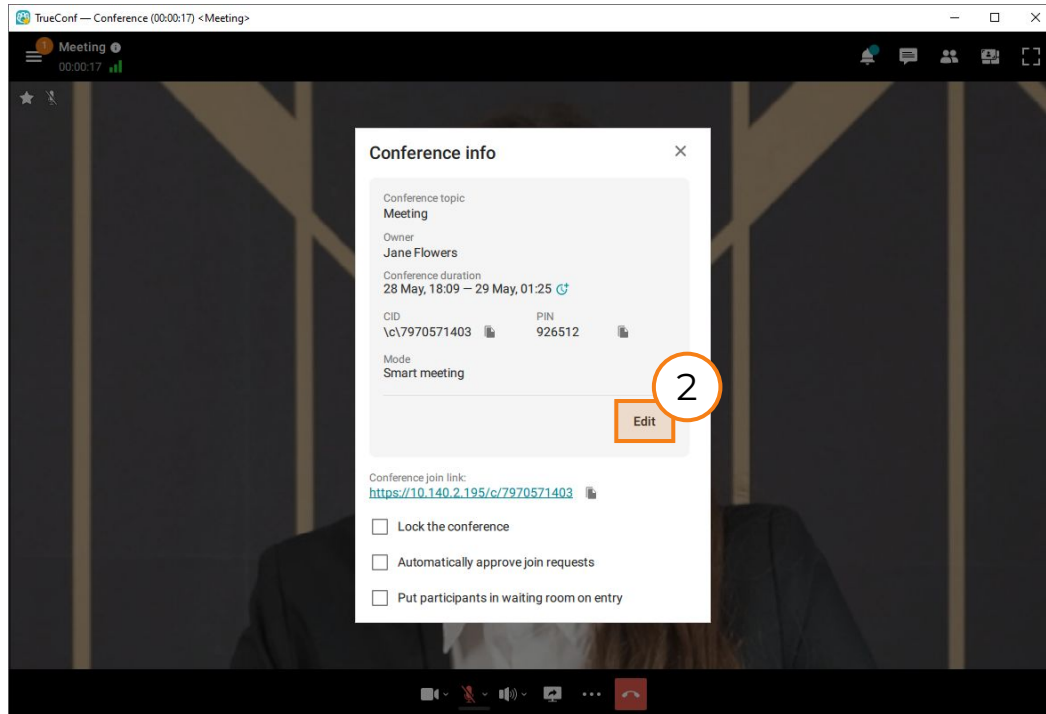 TrueConf — Conference (00:00:17) <Meeting>
1
Meeting
00:00:17
Conference info
Conference topic
Meeting
Owner
Jane Flowers
Conference duration
28 May, 18:09 — 29 May, 01:25
CID PIN
\c\7970571403 926512
Mode
Smart meeting
2
Edit
Conference join link:
https://10.140.2.195/c/7970571403
Lock the conference
Automatically approve join requests
Put participants in waiting room on entry